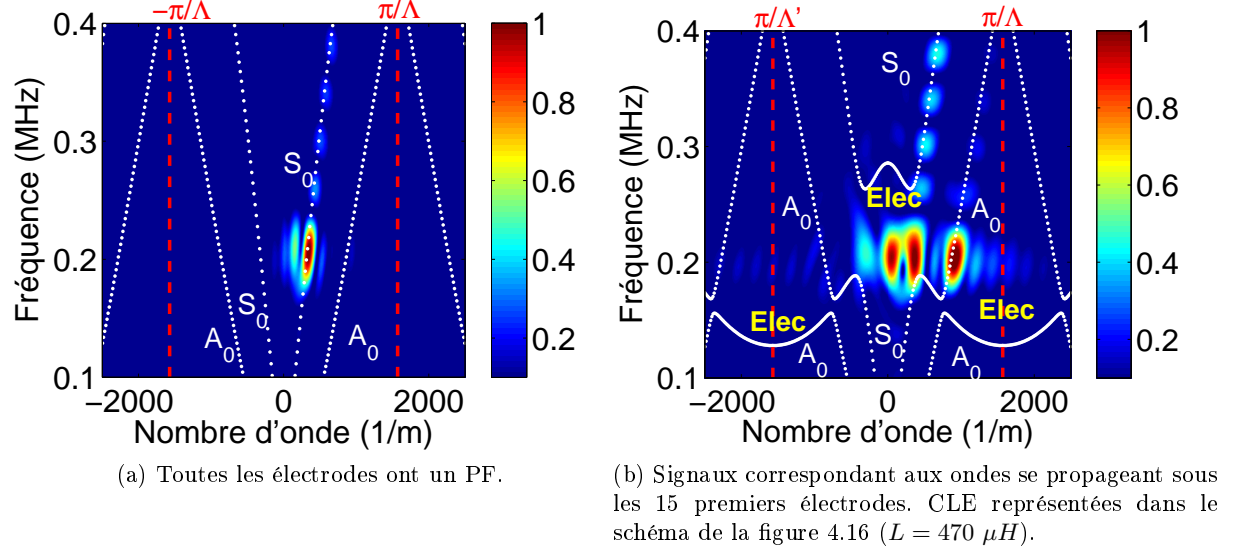 −π/Λ
π/Λ
0.4
0.3
0.2
0.1
Fréquence (MHz)
S0
S0
A0
A0
−2000
0
2000
Nombre d'onde (1/m)
1
0.8
0.6
0.4
0.2
(a) Toutes les électrodes ont un PF.
π/Λ'
π/Λ
0.4
0.3
0.2
0.1
Fréquence (MHz)
S0
Elec
A0
A0
Elec
Elec
S0
A0
A0
−2000
0
2000
Nombre d'onde (1/m)
1
0.8
0.6
0.4
0.2
(b) Signaux correspondant aux ondes se propageant sous
les 15 premiers électrodes. CLE représentées dans le
schéma de la figure 4.16 (L = 470 μH).